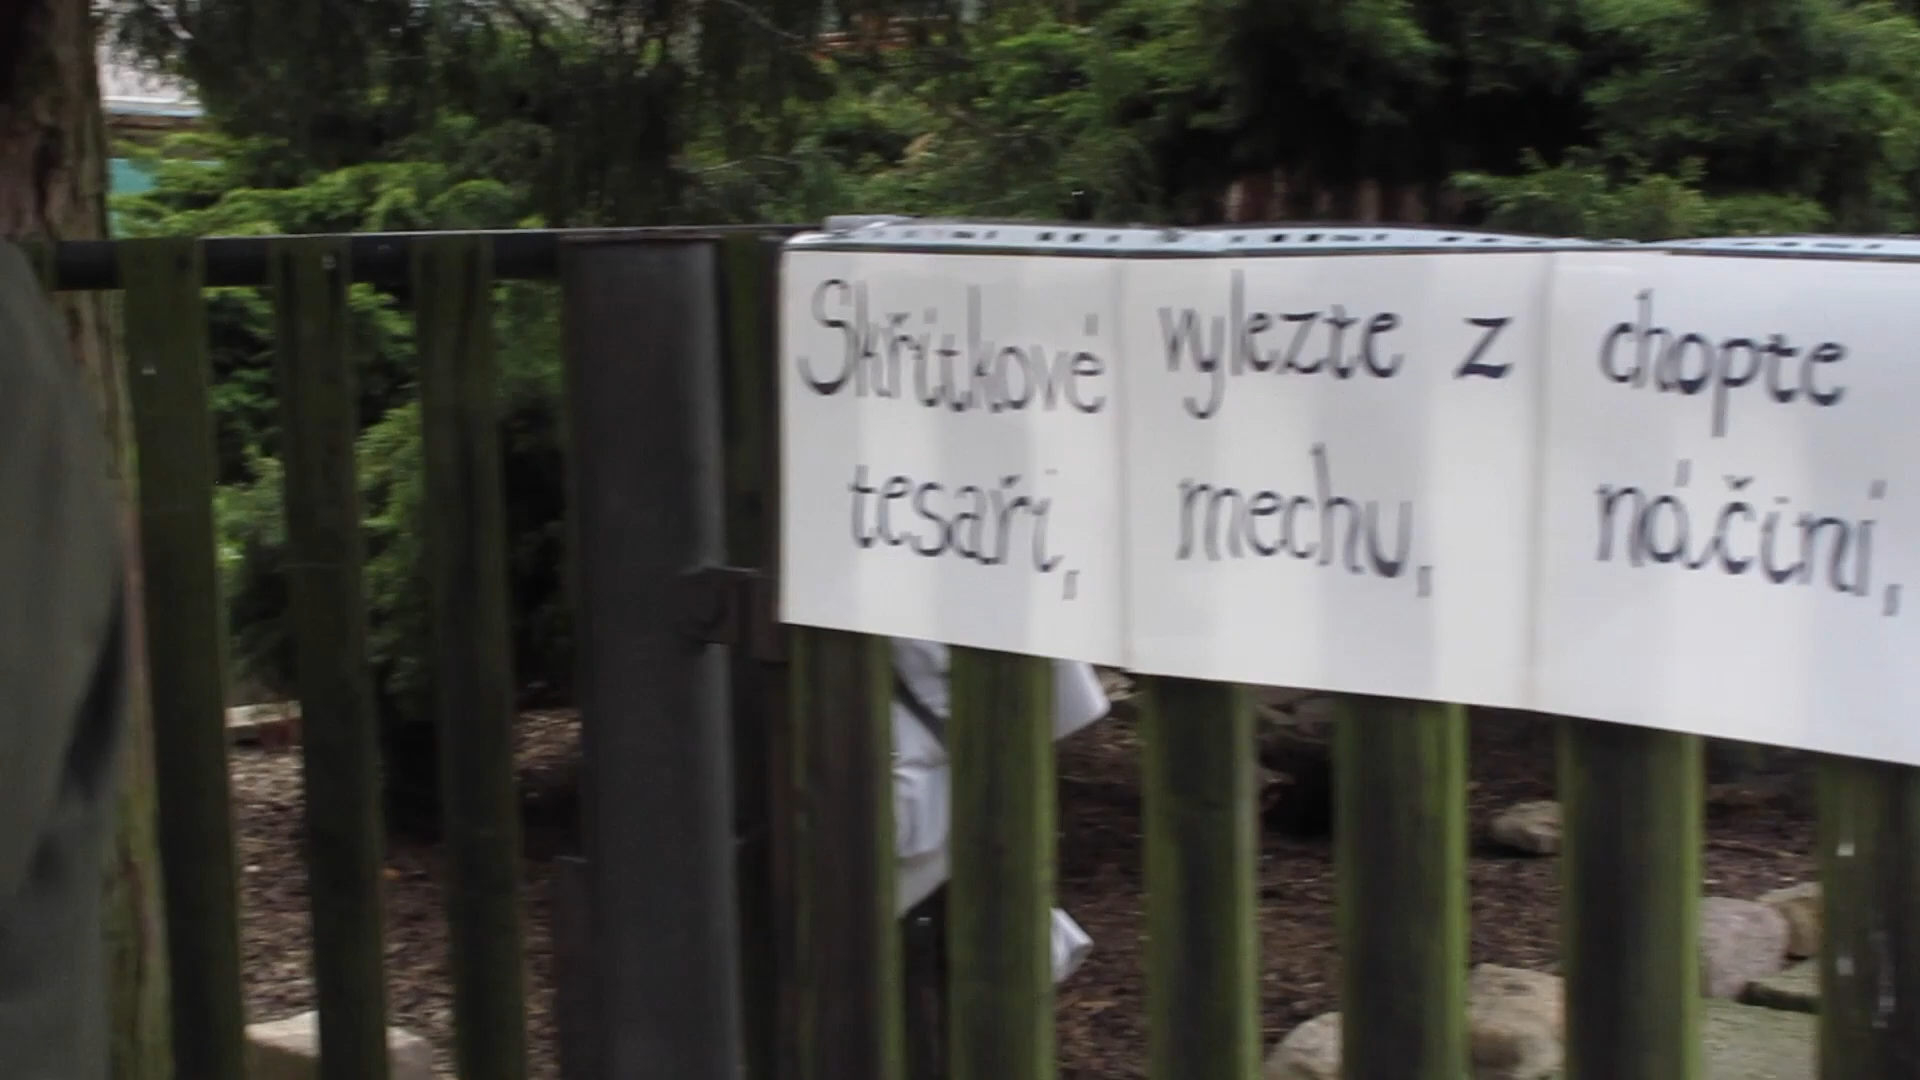 Skřítkové
tesaři,
vylezte z
mechu,
chopte
náčiní,